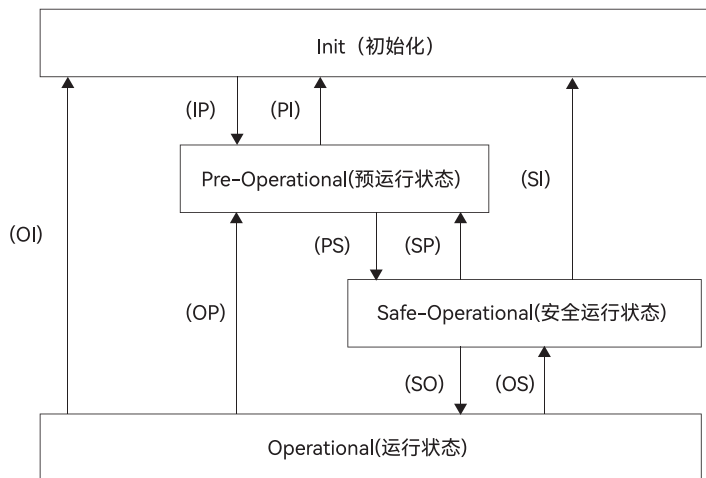 Init（初始化）
(IP)
(PI)
Pre-Operational(预运行状态)
(SI)
(OI)
(PS)
(SP)
(OP)
Safe-Operational(安全运行状态)
(SO)
(OS)
Operational(运行状态)